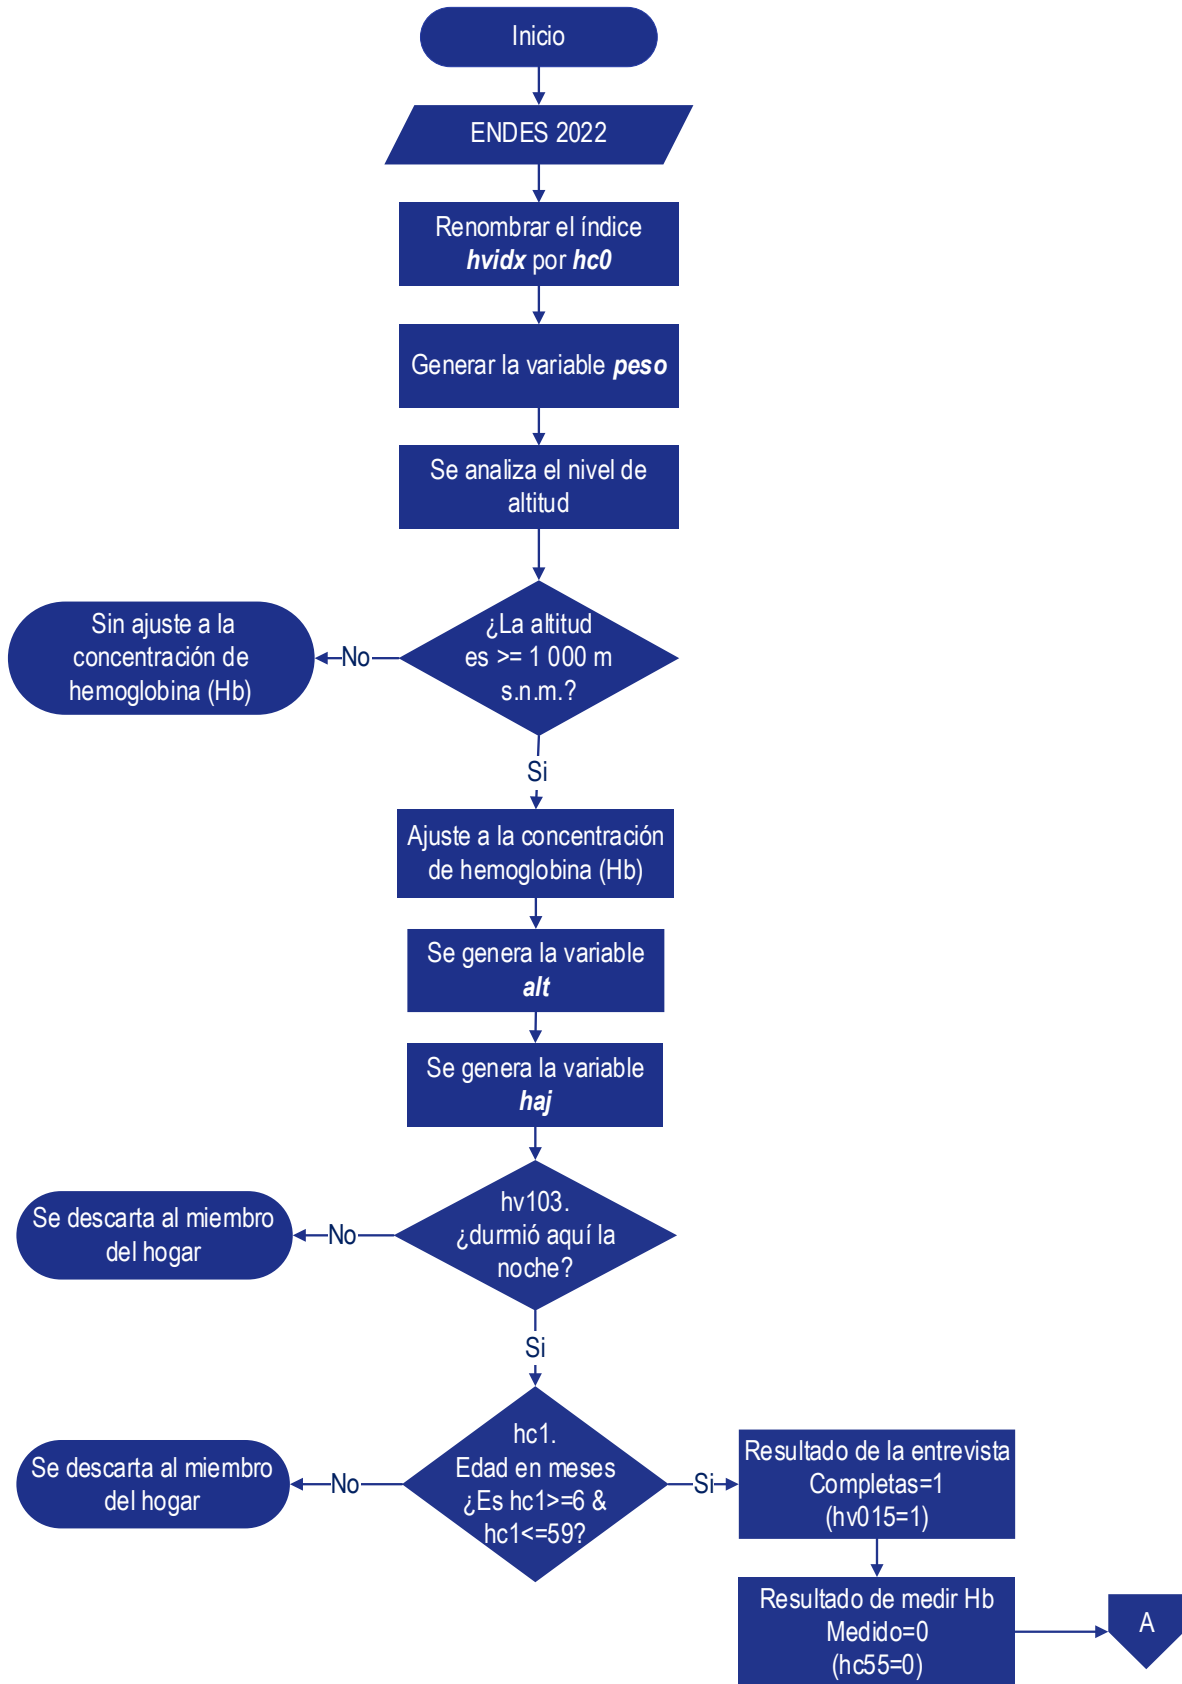 Inicio
ENDES 2022
Renombrar el índice
hvidx por hc0
Generar la variable peso
Se analiza el nivel de
altitud
¿La altitud
es >= 1 000 m
s.n.m.?
No
Sin ajuste a la
concentración de
hemoglobina (Hb)
Si
Ajuste a la concentración
de hemoglobina (Hb)
Se genera la variable
alt
Se genera la variable
haj
hv103.
¿durmió aquí la
noche?
No
Se descarta al miembro
del hogar
Si
hc1.
Edad en meses
¿Es hc1>=6 &
hc1<=59?
No
Se descarta al miembro
del hogar
Si
Resultado de la entrevista
Completas=1
(hv015=1)
Resultado de medir Hb
Medido=0
(hc55=0)
A